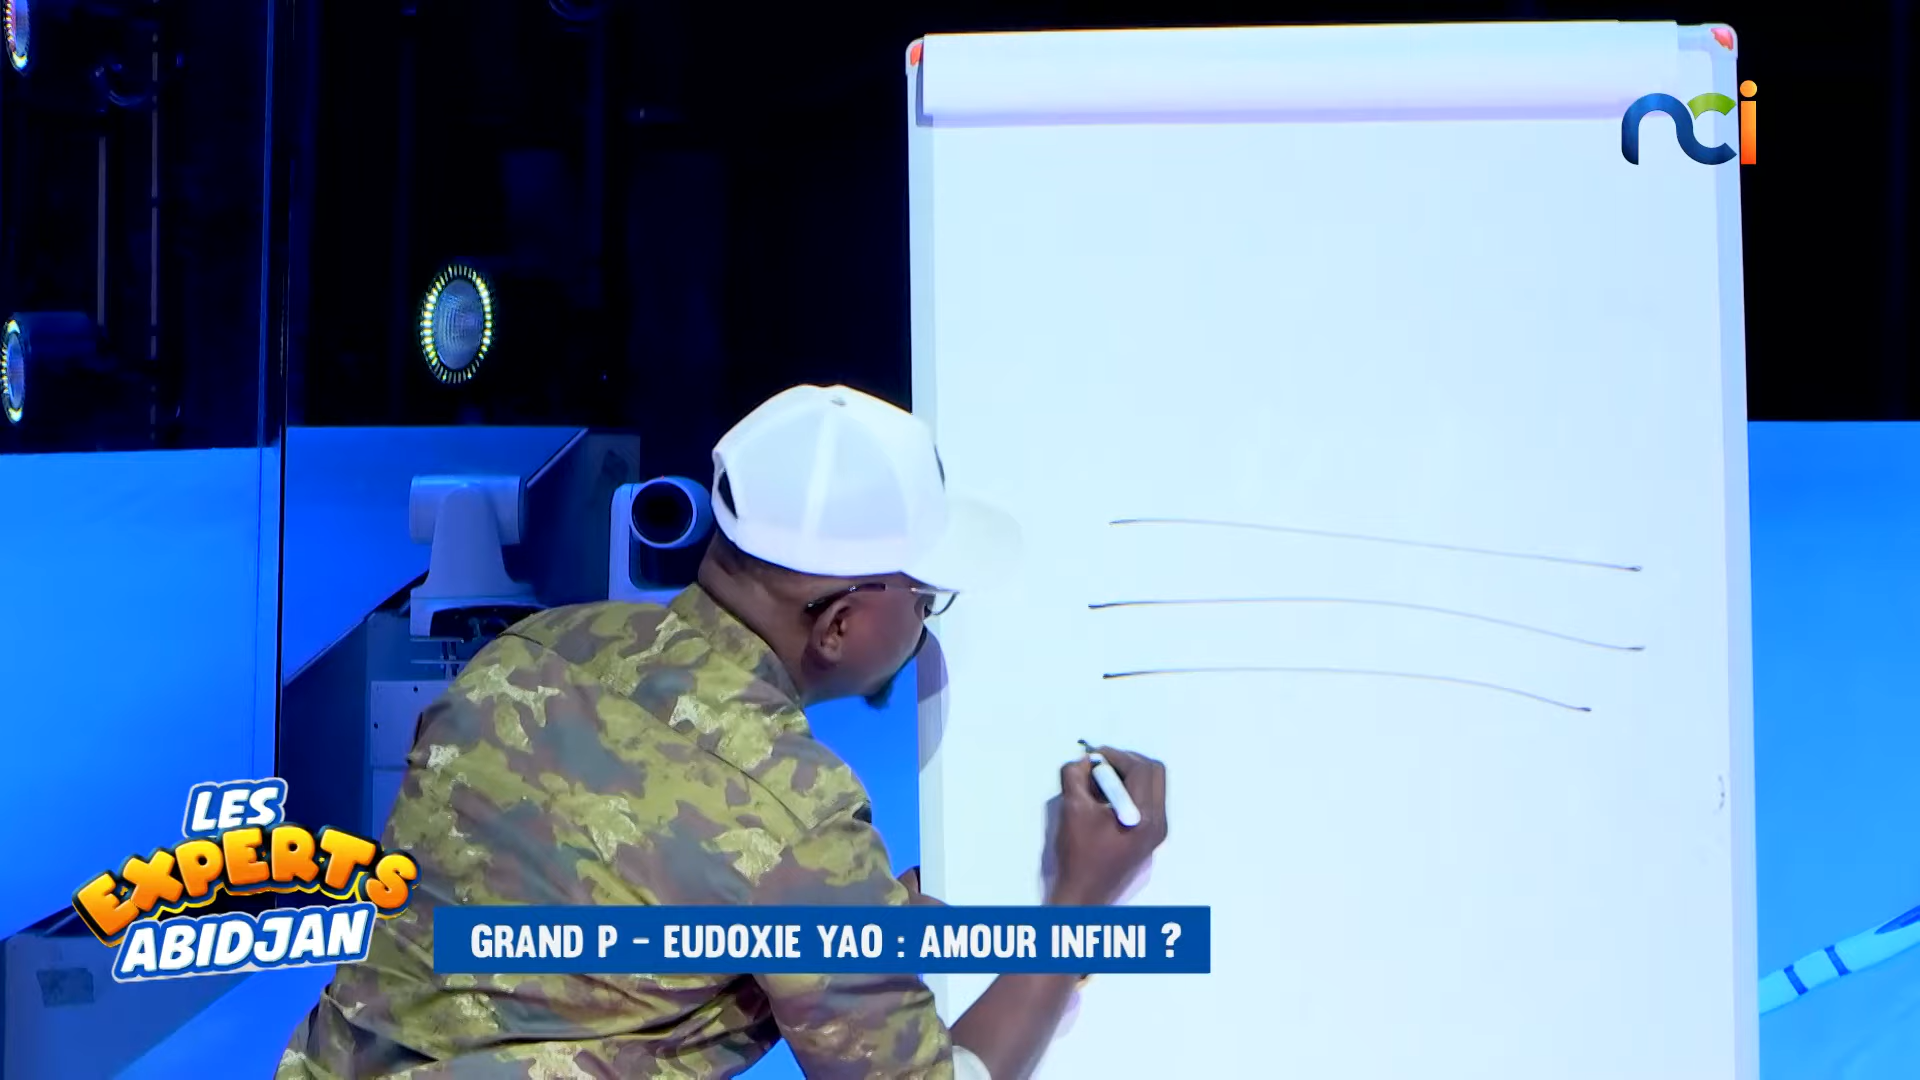 nci
LES
EXPERTS
ABIDJAN
GRAND P - EUDOXIE YAO : AMOUR INFINI ?